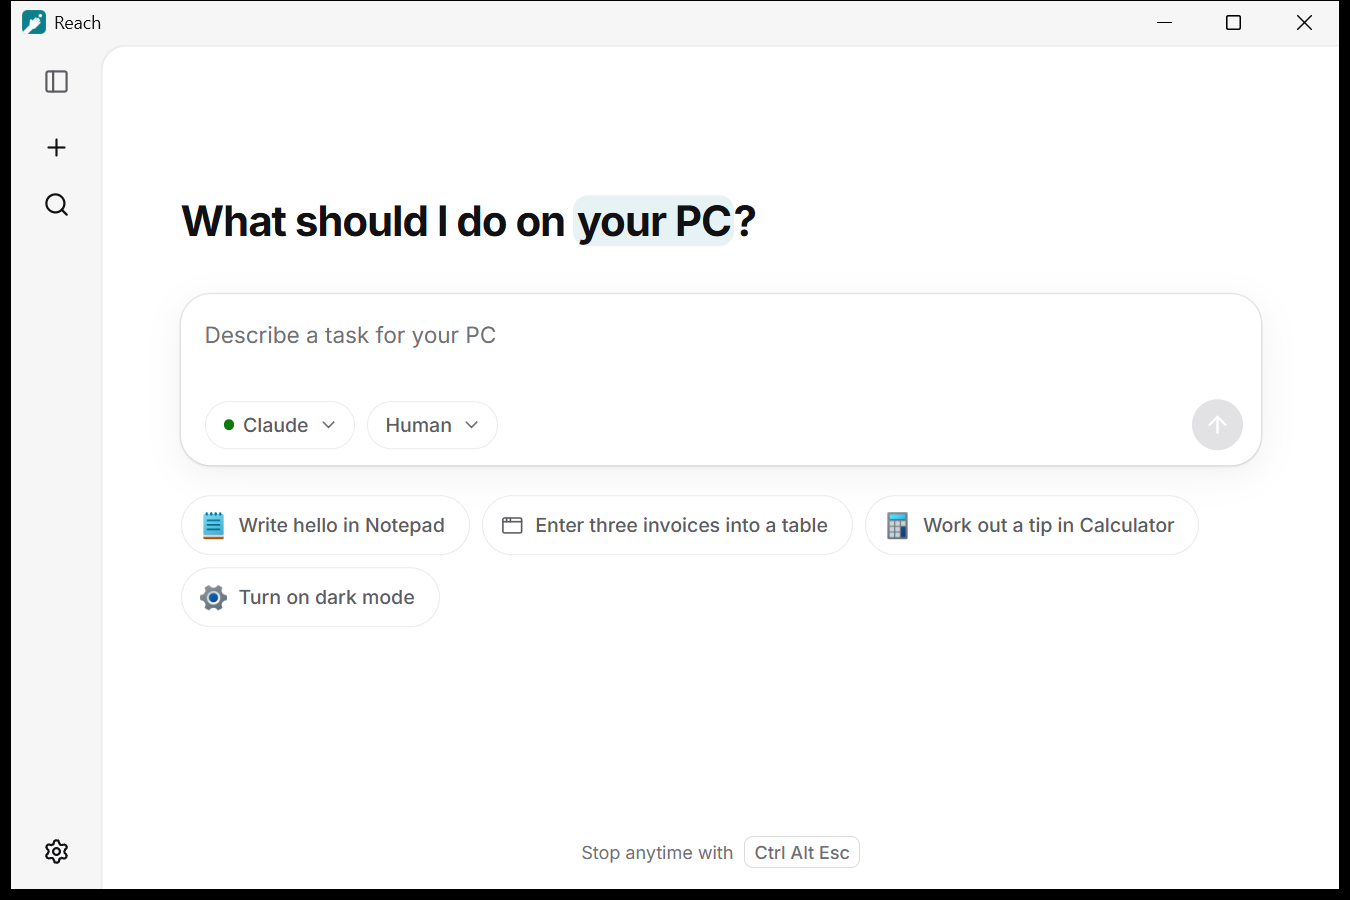 Reach
What should I do on your PC?
Describe a task for your PC
Claude Human
Write hello in Notepad Enter three invoices into a table Work out a tip in Calculator
Turn on dark mode
Stop anytime with Ctrl Alt Esc